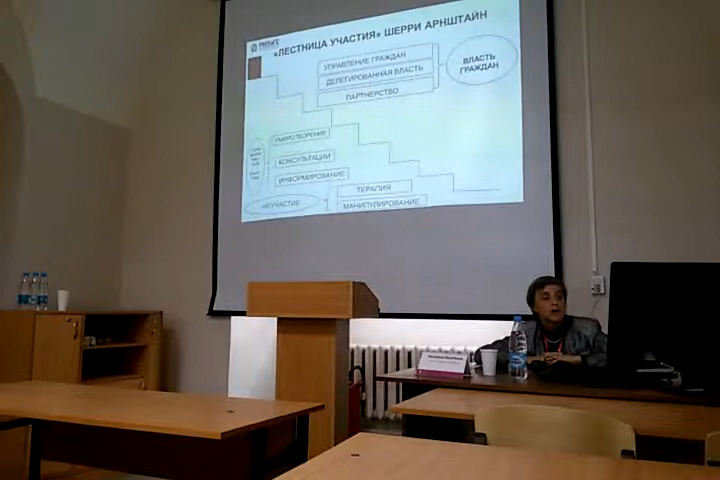 «ЛЕСТНИЦА УЧАСТИЯ» ШЕРРИ АРНШТАЙН
УПРАВЛЕНИЕ ГРАЖДАН
ДЕЛЕГИРОВАННАЯ ВЛАСТЬ
ПАРТНЕРСТВО
ВЛАСТЬ
ГРАЖДАН
УМИРОТВОРЕНИЕ
КОНСУЛЬТАЦИИ
ИНФОРМИРОВАНИЕ
ТЕРАПИЯ
МАНИПУЛИРОВАНИЕ
НЕУЧАСТИЕ